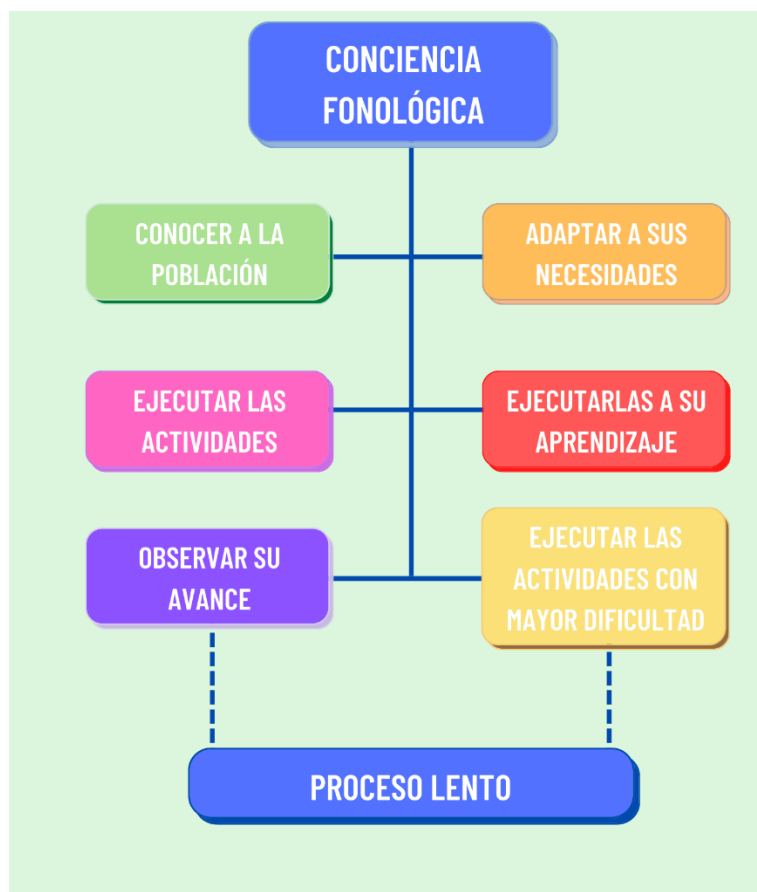 CONCIENCIA
FONOLÓGICA
CONOCER A LA
POBLACIÓN
ADAPTAR A SUS
NECESIDADES
EJECUTAR LAS
ACTIVIDADES
EJECUTARLAS A SU
APRENDIZAJE
OBSERVAR SU
AVANCE
EJECUTAR LAS
ACTIVIDADES CON
MAYOR DIFICULTAD
PROCESO LENTO